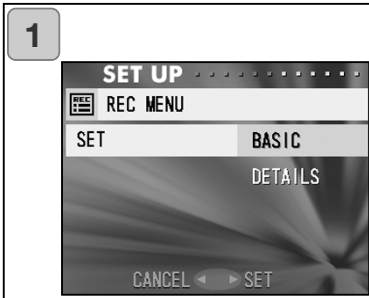 1
SET UP
REC MENU
SET BASIC
DETAILS
CANCEL SET